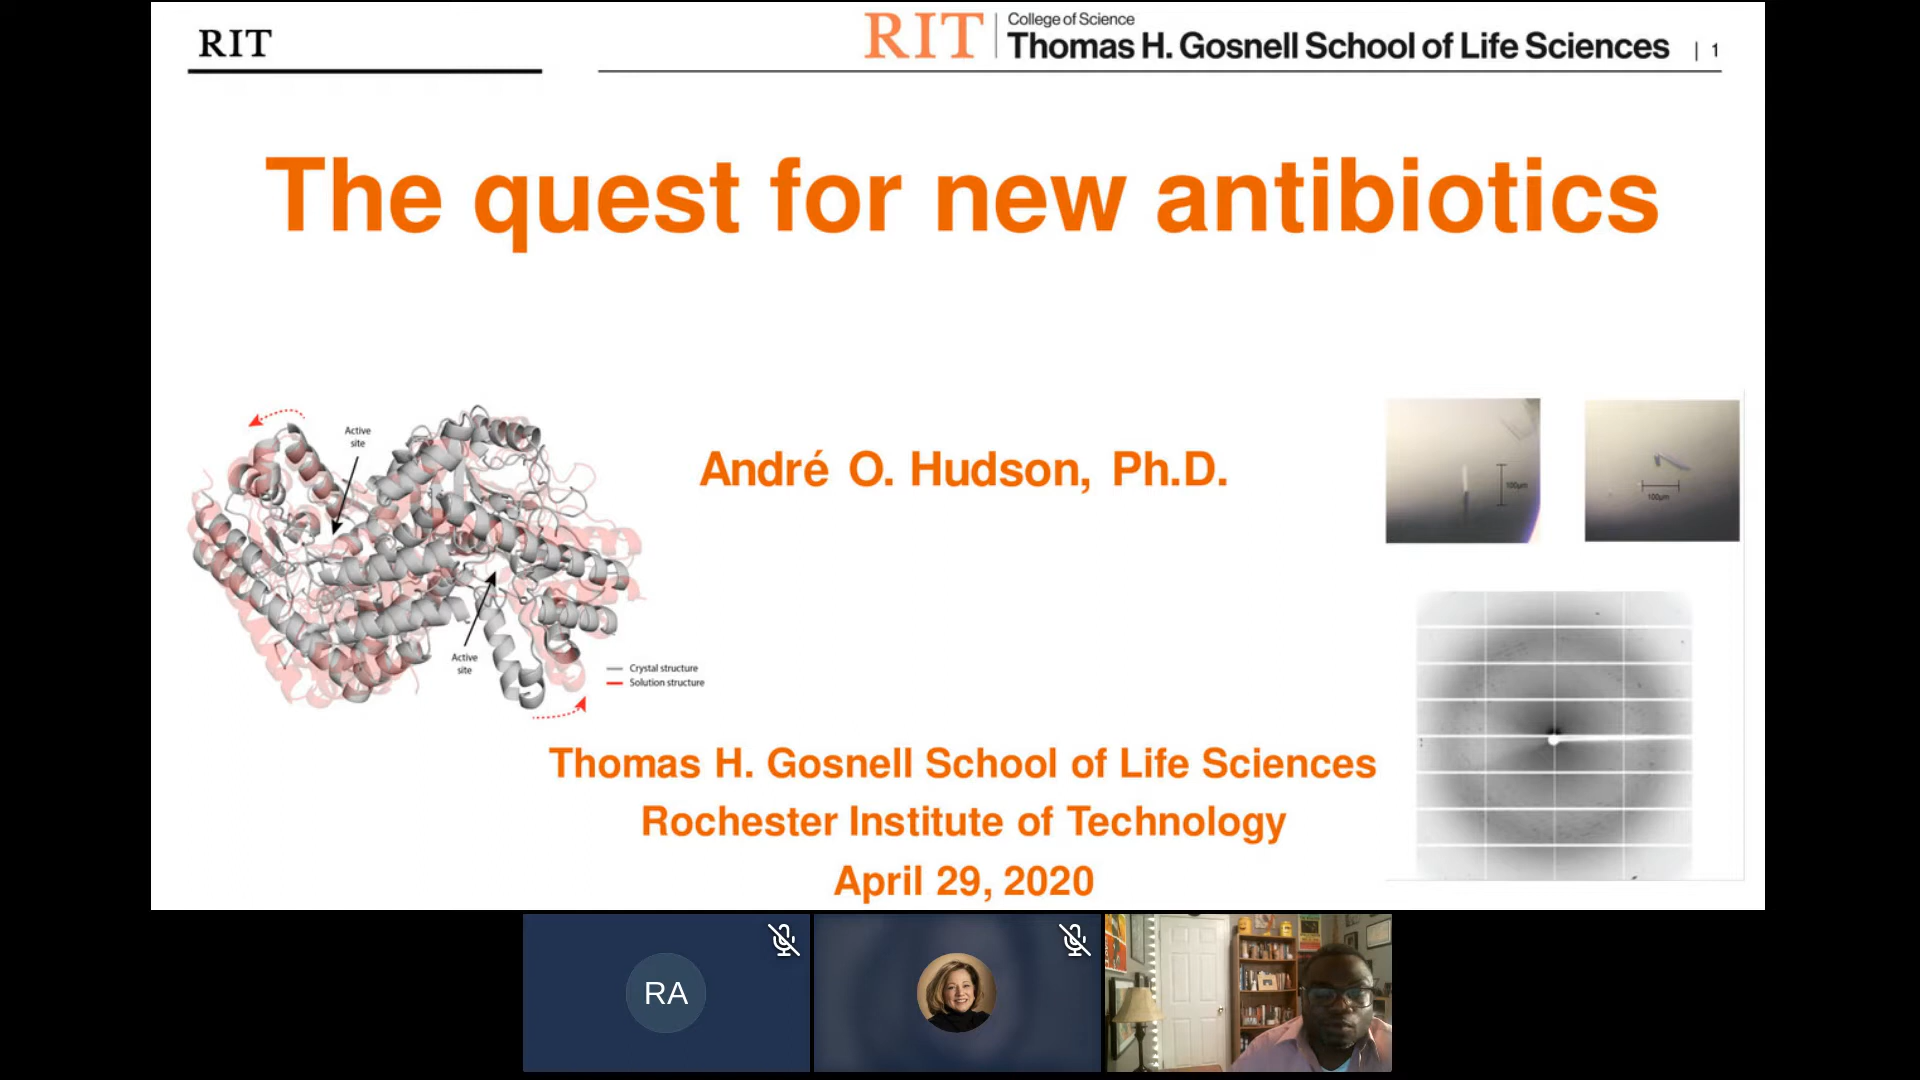 RIT
RIT
College of Science
Thomas H. Gosnell School of Life Sciences
| 1
The quest for new antibiotics
Active
site
André O. Hudson, Ph.D.
100µm
100µm
Active
site
Crystal structure
Solution structure
Thomas H. Gosnell School of Life Sciences
Rochester Institute of Technology
April 29, 2020
RA